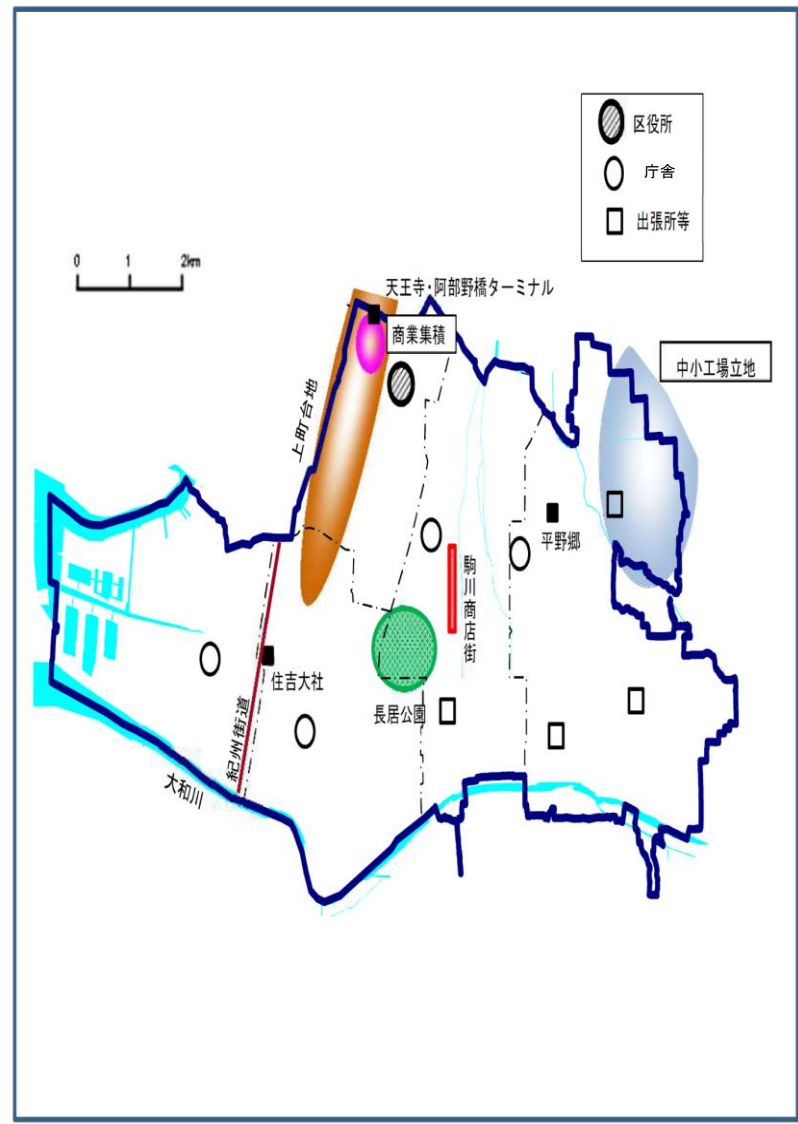 区役所
庁舎
出張所等
0 1 2km
天王寺・阿部野橋ターミナル
商業集積
中小工場立地
上町台地
平野郷
駒川商店街
住吉大社
長居公園
紀州街道
大和川